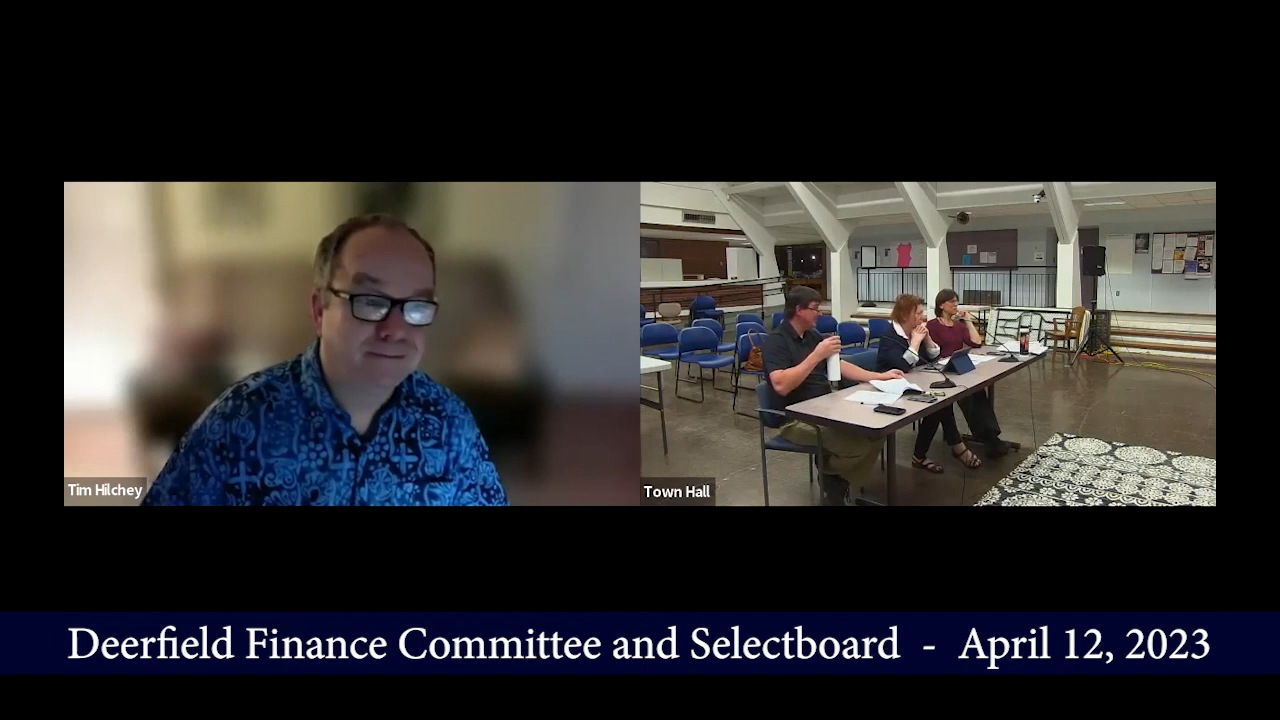 Tim Hilchey
Town Hall
Deerfield Finance Committee and Selectboard - April 12, 2023